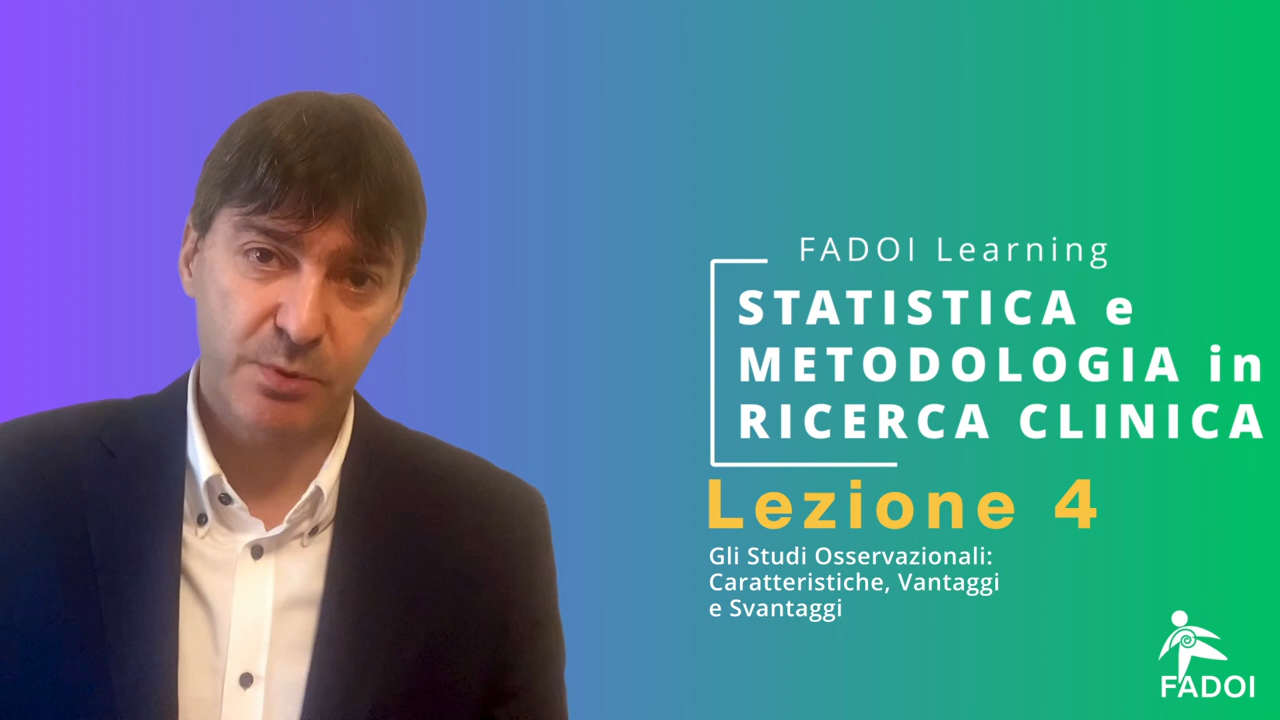 FADOI Learning
STATISTICA e
METODOLOGIA in
RICERCA CLINICA
Lezione 4
Gli Studi Osservazionali:
Caratteristiche, Vantaggi
e Svantaggi
FADOI